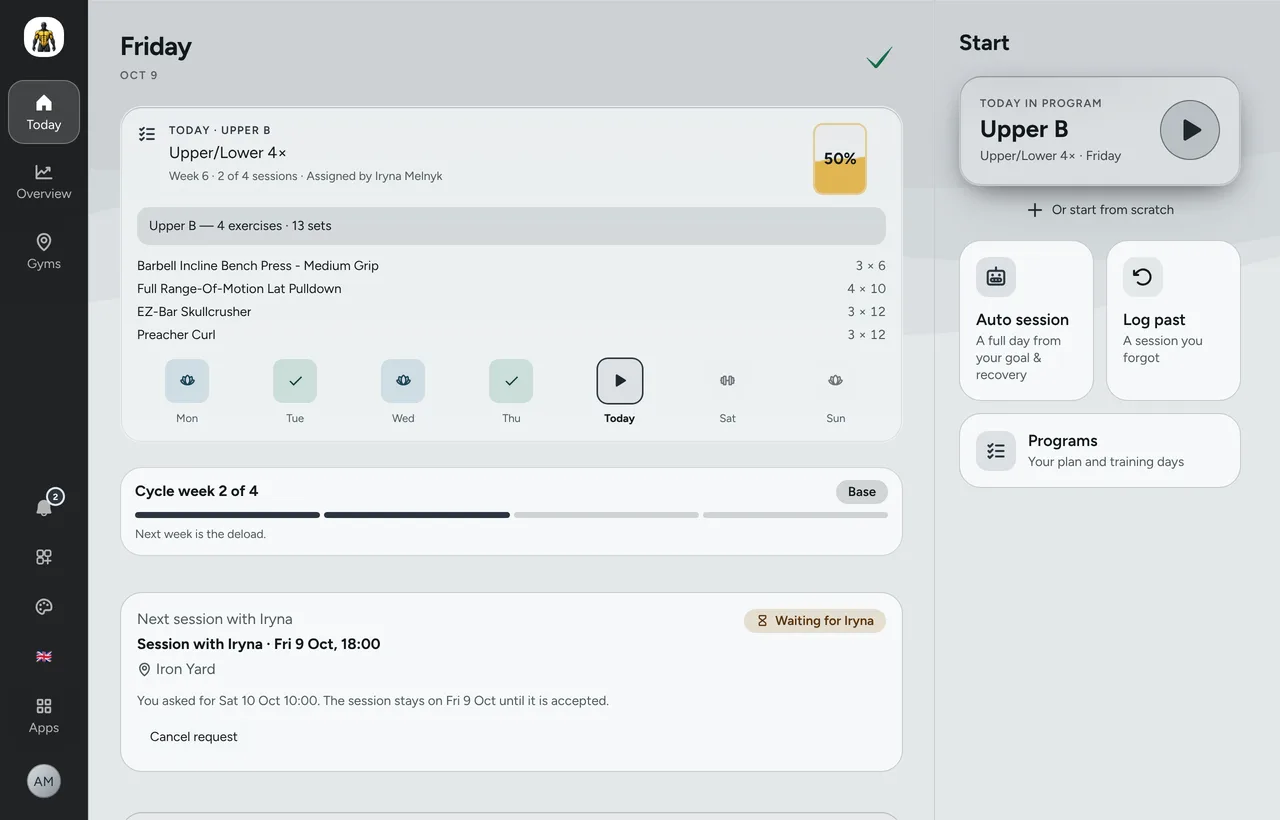 Today
Overview
Gyms
2
Apps
AM
Friday
OCT 9
TODAY · UPPER B
Upper/Lower 4×
Week 6 · 2 of 4 sessions · Assigned by Iryna Melnyk
50%
Upper B — 4 exercises · 13 sets
Barbell Incline Bench Press - Medium Grip 3 × 6
Full Range-Of-Motion Lat Pulldown 4 × 10
EZ-Bar Skullcrusher 3 × 12
Preacher Curl 3 × 12
Mon Tue Wed Thu Today Sat Sun
Cycle week 2 of 4 Base
Next week is the deload.
Next session with Iryna Waiting for Iryna
Session with Iryna · Fri 9 Oct, 18:00
Iron Yard
You asked for Sat 10 Oct 10:00. The session stays on Fri 9 Oct until it is accepted.
Cancel request
Start
TODAY IN PROGRAM
Upper B
Upper/Lower 4× · Friday
Or start from scratch
Auto session
A full day from
your goal &
recovery
Log past
A session you
forgot
Programs
Your plan and training days